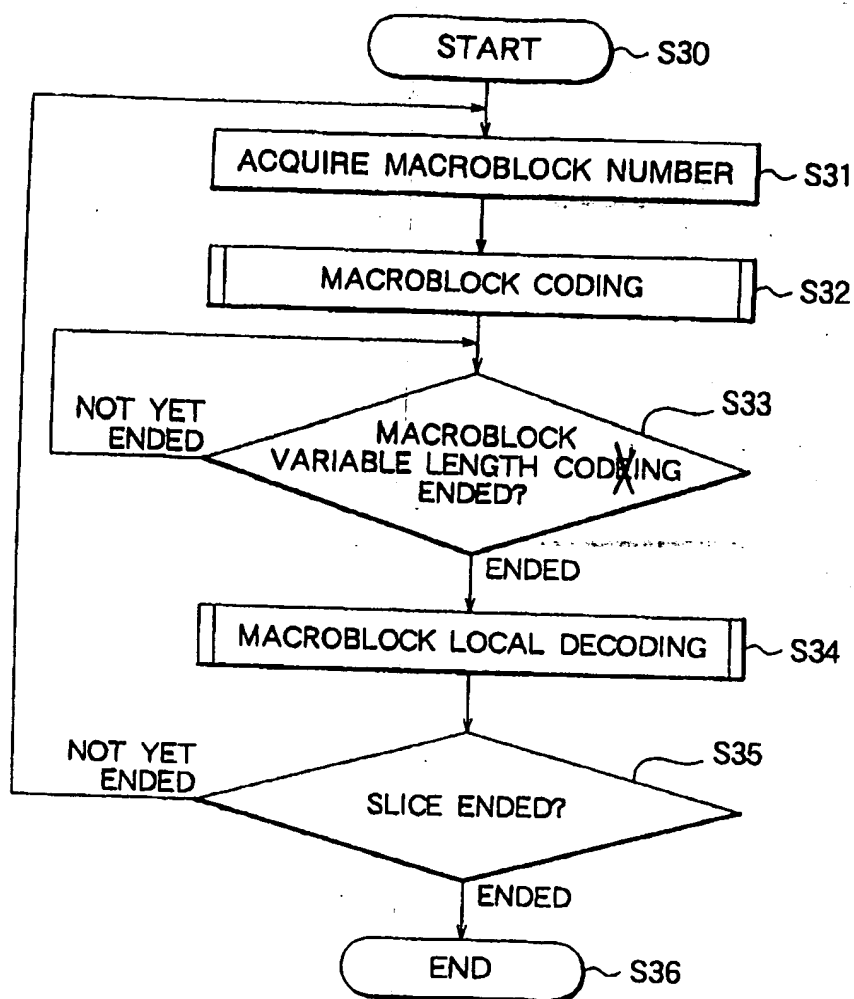 START
S30
ACQUIRE MACROBLOCK NUMBER
S31
MACROBLOCK CODING
S32
NOT YET
ENDED
S33
MACROBLOCK
VARIABLE LENGTH CODING
ENDED?
ENDED
MACROBLOCK LOCAL DECODING
S34
NOT YET
ENDED
S35
SLICE ENDED?
ENDED
END
S36